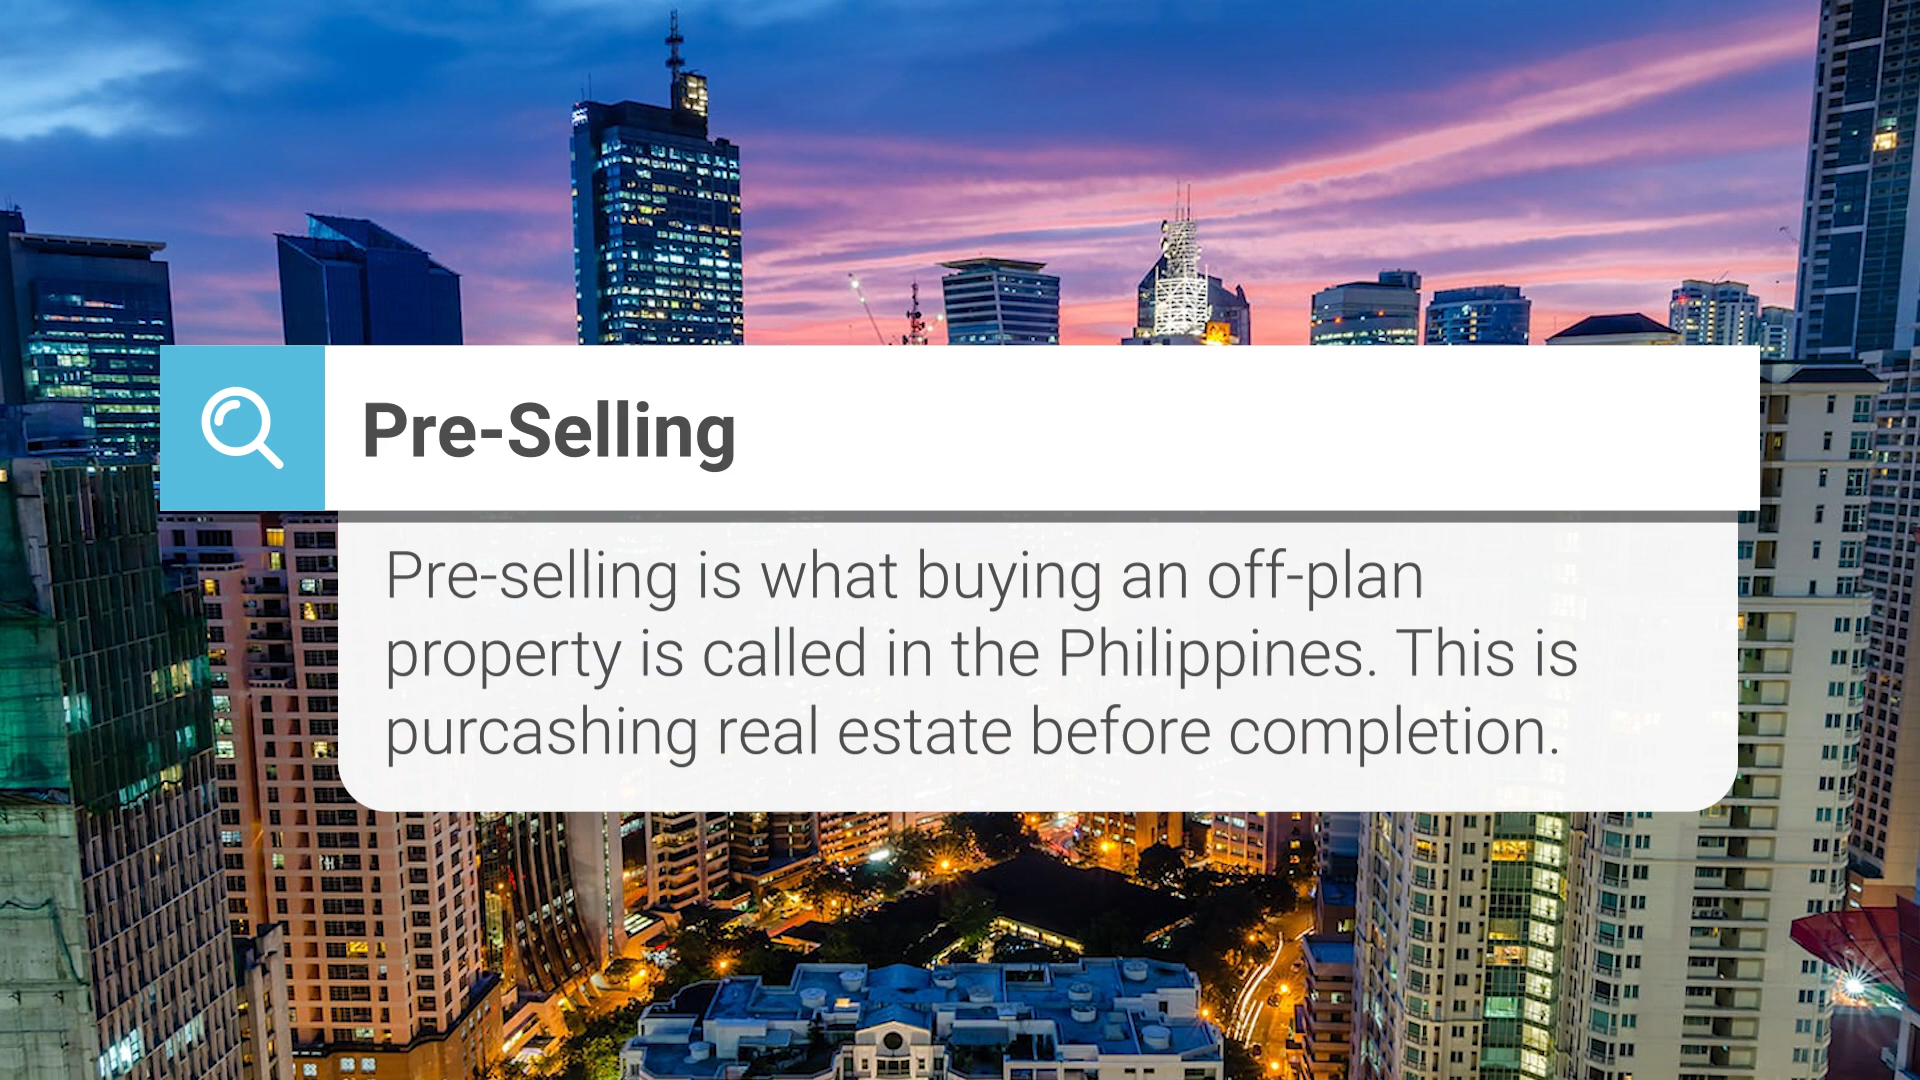 Pre-Selling
Pre-selling is what buying an off-plan
property is called in the Philippines. This is
purcashing real estate before completion.